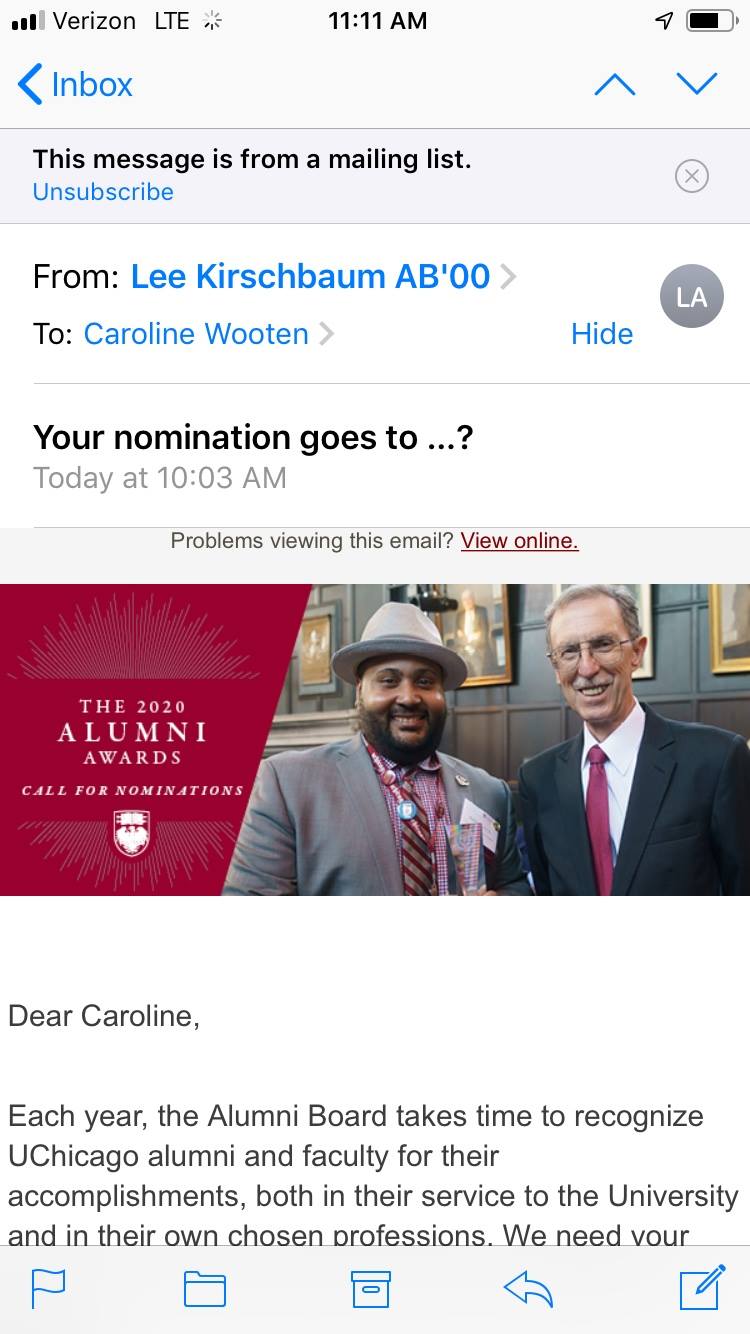 Verizon LTE 11:11 AM
Inbox
This message is from a mailing list.
Unsubscribe
From: Lee Kirschbaum AB'00
LA
To: Caroline Wooten
Hide
Your nomination goes to ...?
Today at 10:03 AM
Problems viewing this email? View online.
THE 2020
ALUMNI
AWARDS
CALL FOR NOMINATIONS
Dear Caroline,
Each year, the Alumni Board takes time to recognize
UChicago alumni and faculty for their
accomplishments, both in their service to the University
and in their own chosen professions. We need your